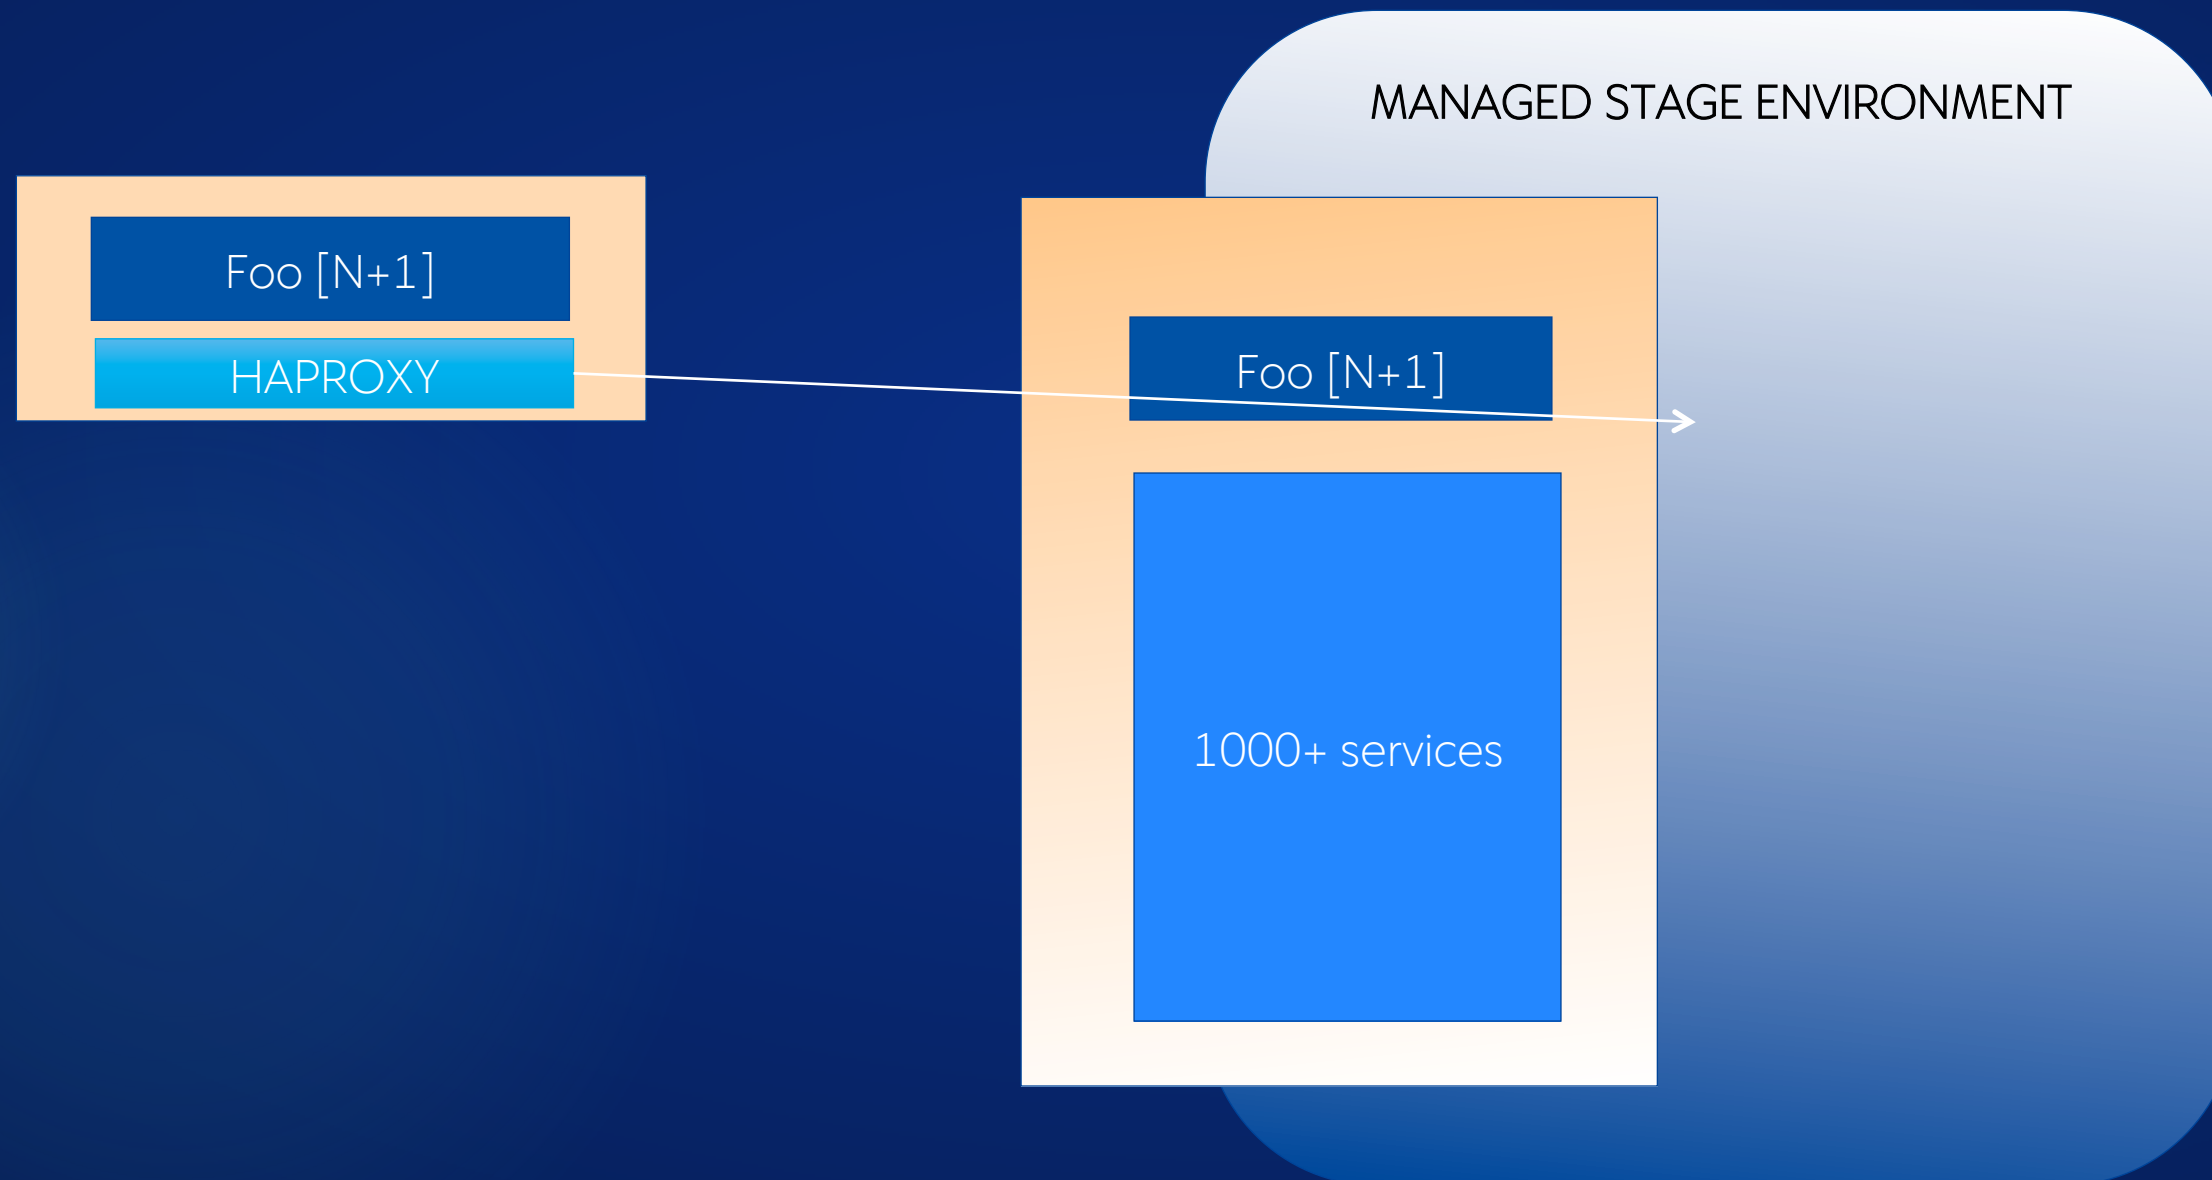 MANAGED STAGE ENVIRONMENT
Foo [N+1]
HAPROXY
Foo [N+1]
1000+ services